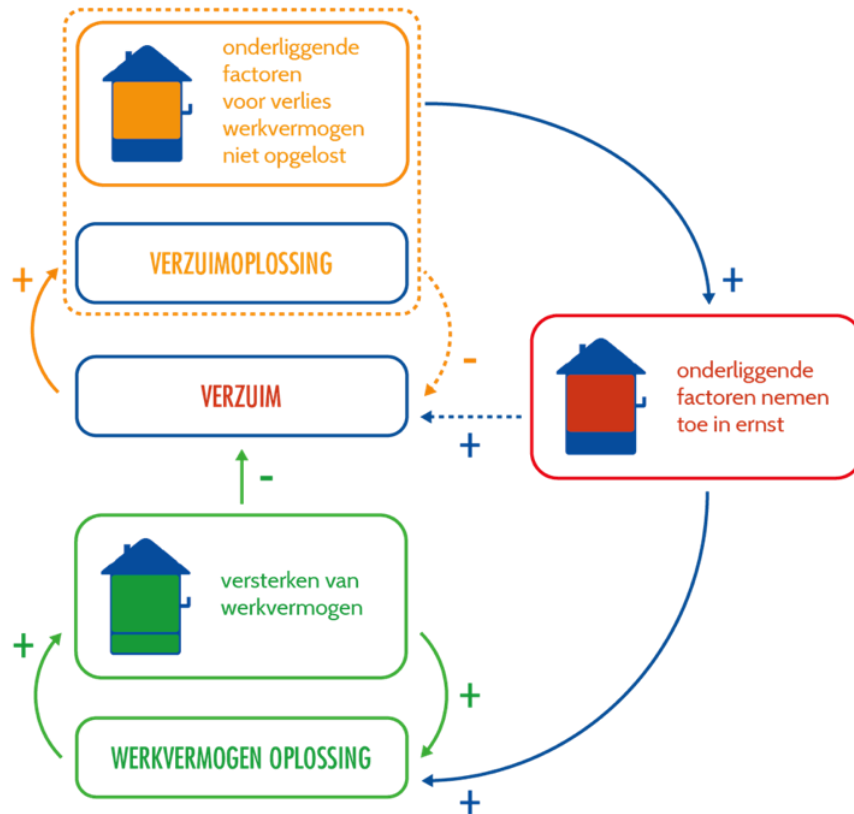 onderliggende
factoren
voor verlies
werkvermogen
niet opgelost
+
VERZUIMOPLOSSING
+
-
VERZUIM
+
onderliggende
factoren nemen
toe in ernst
-
versterken van
werkvermogen
+
+
WERKVERMOGEN OPLOSSING
+